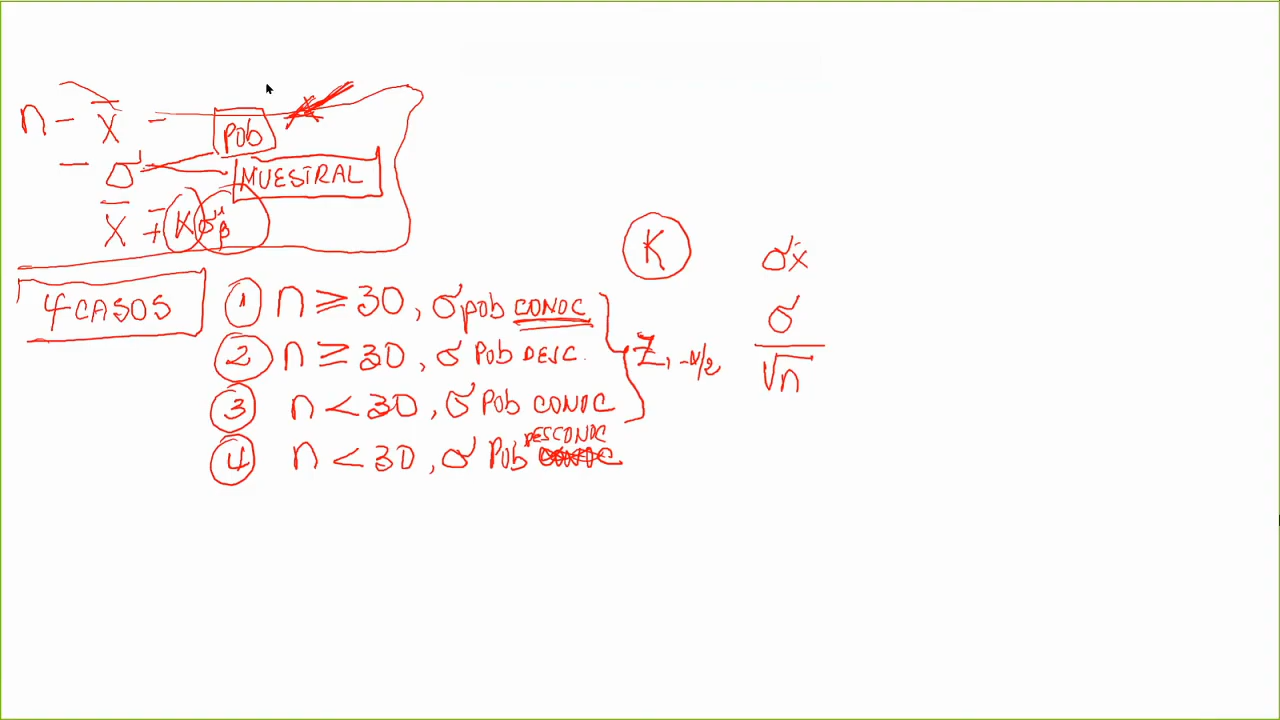 n - x̄ - Pob
- σ MUESTRAL
x̄ ∓ K σ
K
σx̄
4 CASOS
① n ≥ 30, σ pob CONOC
② n ≥ 30, σ Pob DESC.
③ n < 30, σ Pob CONOC
④ n < 30, σ Pob DESCONOC
Z
σ
√n